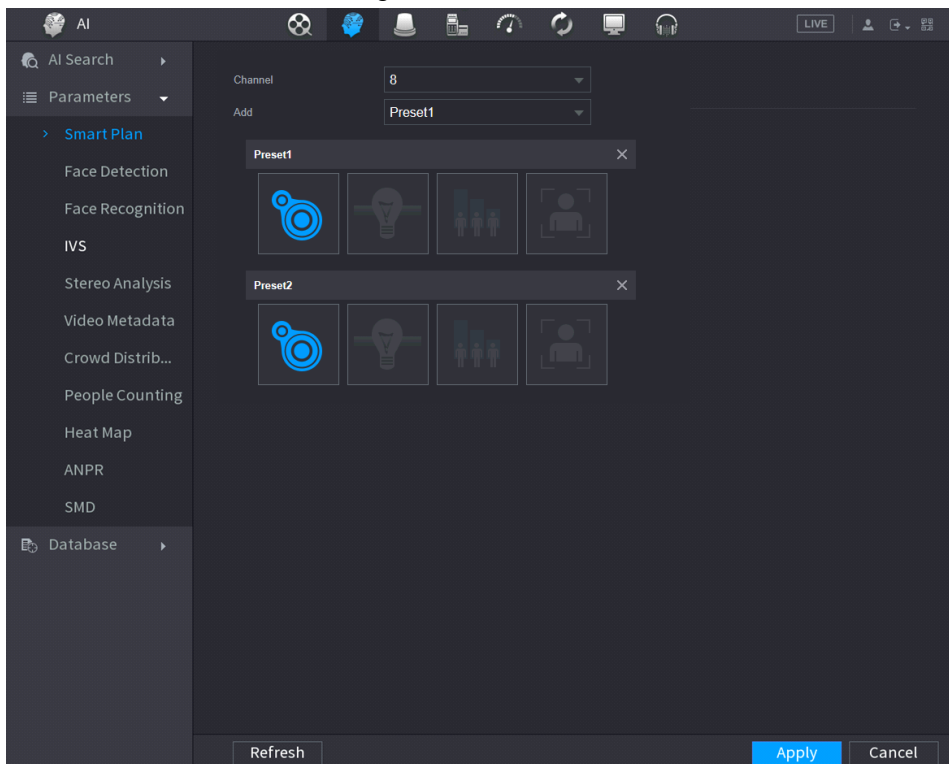 AI
LIVE
AI Search
Parameters
Smart Plan
Face Detection
Face Recognition
IVS
Stereo Analysis
Video Metadata
Crowd Distrib...
People Counting
Heat Map
ANPR
SMD
Database
Channel
8
Add
Preset1
Preset1
Preset2
Refresh
Apply
Cancel